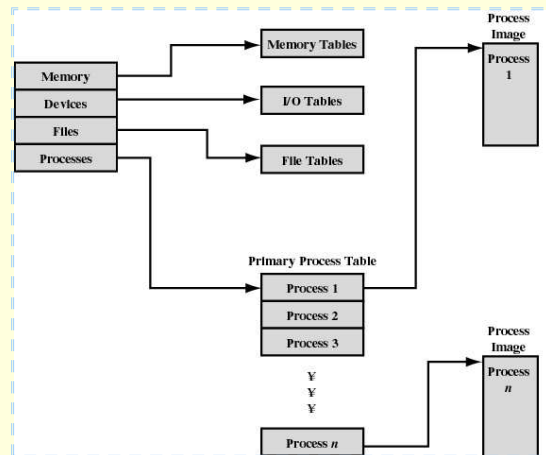 Process
Image
Memory Tables
Process
1
Memory
Devices
I/O Tables
Files
Processes
File Tables
Primary Process Table
Process 1
Process 2
Process 3
Process
Image
¥
¥
¥
Process
n
Process n